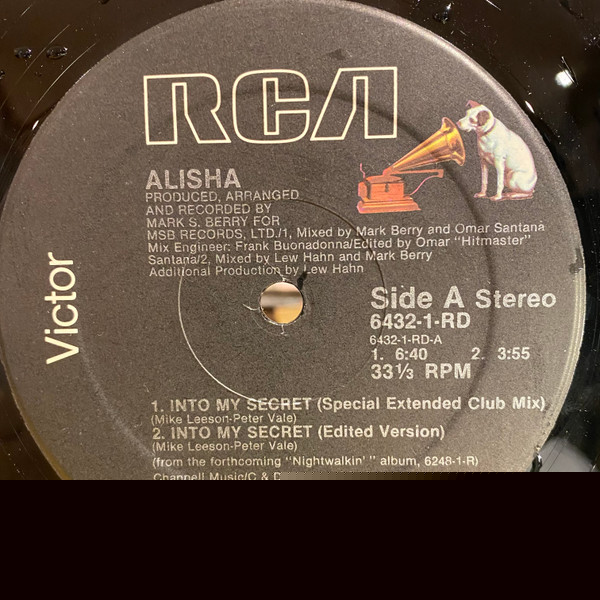 RCA
Victor
ALISHA
PRODUCED, ARRANGED
AND RECORDED BY
MARK S. BERRY FOR
MSB RECORDS, LTD./1, Mixed by Mark Berry and Omar Santana
Mix Engineer: Frank Buonadonna/Edited by Omar "Hitmaster"
Santana/2, Mixed by Lew Hahn and Mark Berry
Additional Production by Lew Hahn
Side A Stereo
6432-1-RD
6432-1-RD-A
1. 6:40 2. 3:55
33⅓ RPM
1. INTO MY SECRET (Special Extended Club Mix)
(Mike Leeson-Peter Vale)
2. INTO MY SECRET (Edited Version)
(Mike Leeson-Peter Vale)
(from the forthcoming "Nightwalkin'" album, 6248-1-R)
Chappell Music/C &